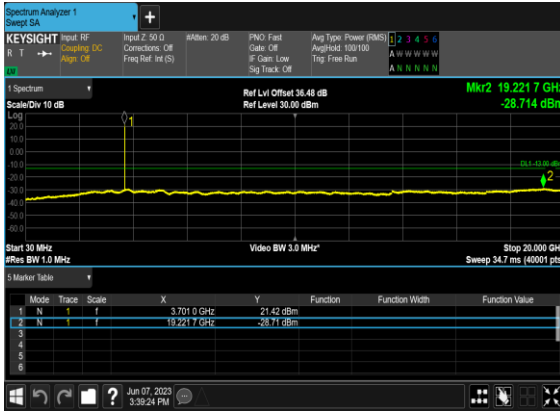 Spectrum Analyzer 1
Swept SA
+
KEYSIGHT Input: RF
R T Coupling: DC
Align: Off
LXI
Input Z: 50 Ω
Corrections: Off
Freq Ref: Int (S)
#Atten: 20 dB
PNO: Fast
Gate: Off
IF Gain: Low
Sig Track: Off
Avg Type: Power (RMS)
Avg|Hold: 100/100
Trig: Free Run
1 2 3 4 5 6
A W W W W W
A N N N N N
1 Spectrum
Scale/Div 10 dB
Ref Lvl Offset 36.48 dB
Ref Level 30.00 dBm
Mkr2 19.221 7 GHz
-28.714 dBm
Log
20.0
10.0
0.00
-10.0
-20.0
-30.0
-40.0
-50.0
-60.0
1
DL1 -13.00 dBm
2
Start 30 MHz
#Res BW 1.0 MHz
Video BW 3.0 MHz*
Stop 20.000 GH
Sweep 34.7 ms (40001 pts
5 Marker Table
Mode Trace Scale X Y Function Function Width Function Value
1 N 1 f 3.701 0 GHz 21.42 dBm
2 N 1 f 19.221 7 GHz -28.71 dBm
3
4
5
6
? Jun 07, 2023
3:39:24 PM